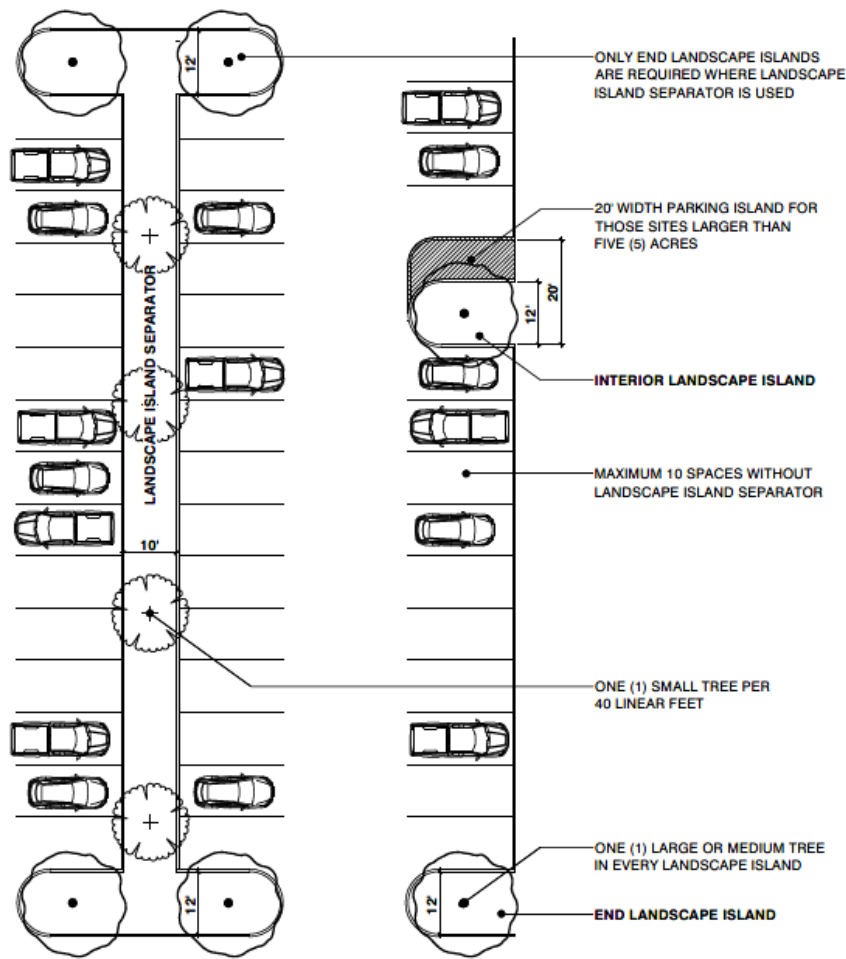 12'
ONLY END LANDSCAPE ISLANDS
ARE REQUIRED WHERE LANDSCAPE
ISLAND SEPARATOR IS USED
20' WIDTH PARKING ISLAND FOR
THOSE SITES LARGER THAN
FIVE (5) ACRES
LANDSCAPE ISLAND SEPARATOR
12'
20'
INTERIOR LANDSCAPE ISLAND
MAXIMUM 10 SPACES WITHOUT
LANDSCAPE ISLAND SEPARATOR
10'
ONE (1) SMALL TREE PER
40 LINEAR FEET
ONE (1) LARGE OR MEDIUM TREE
IN EVERY LANDSCAPE ISLAND
12'
12'
END LANDSCAPE ISLAND